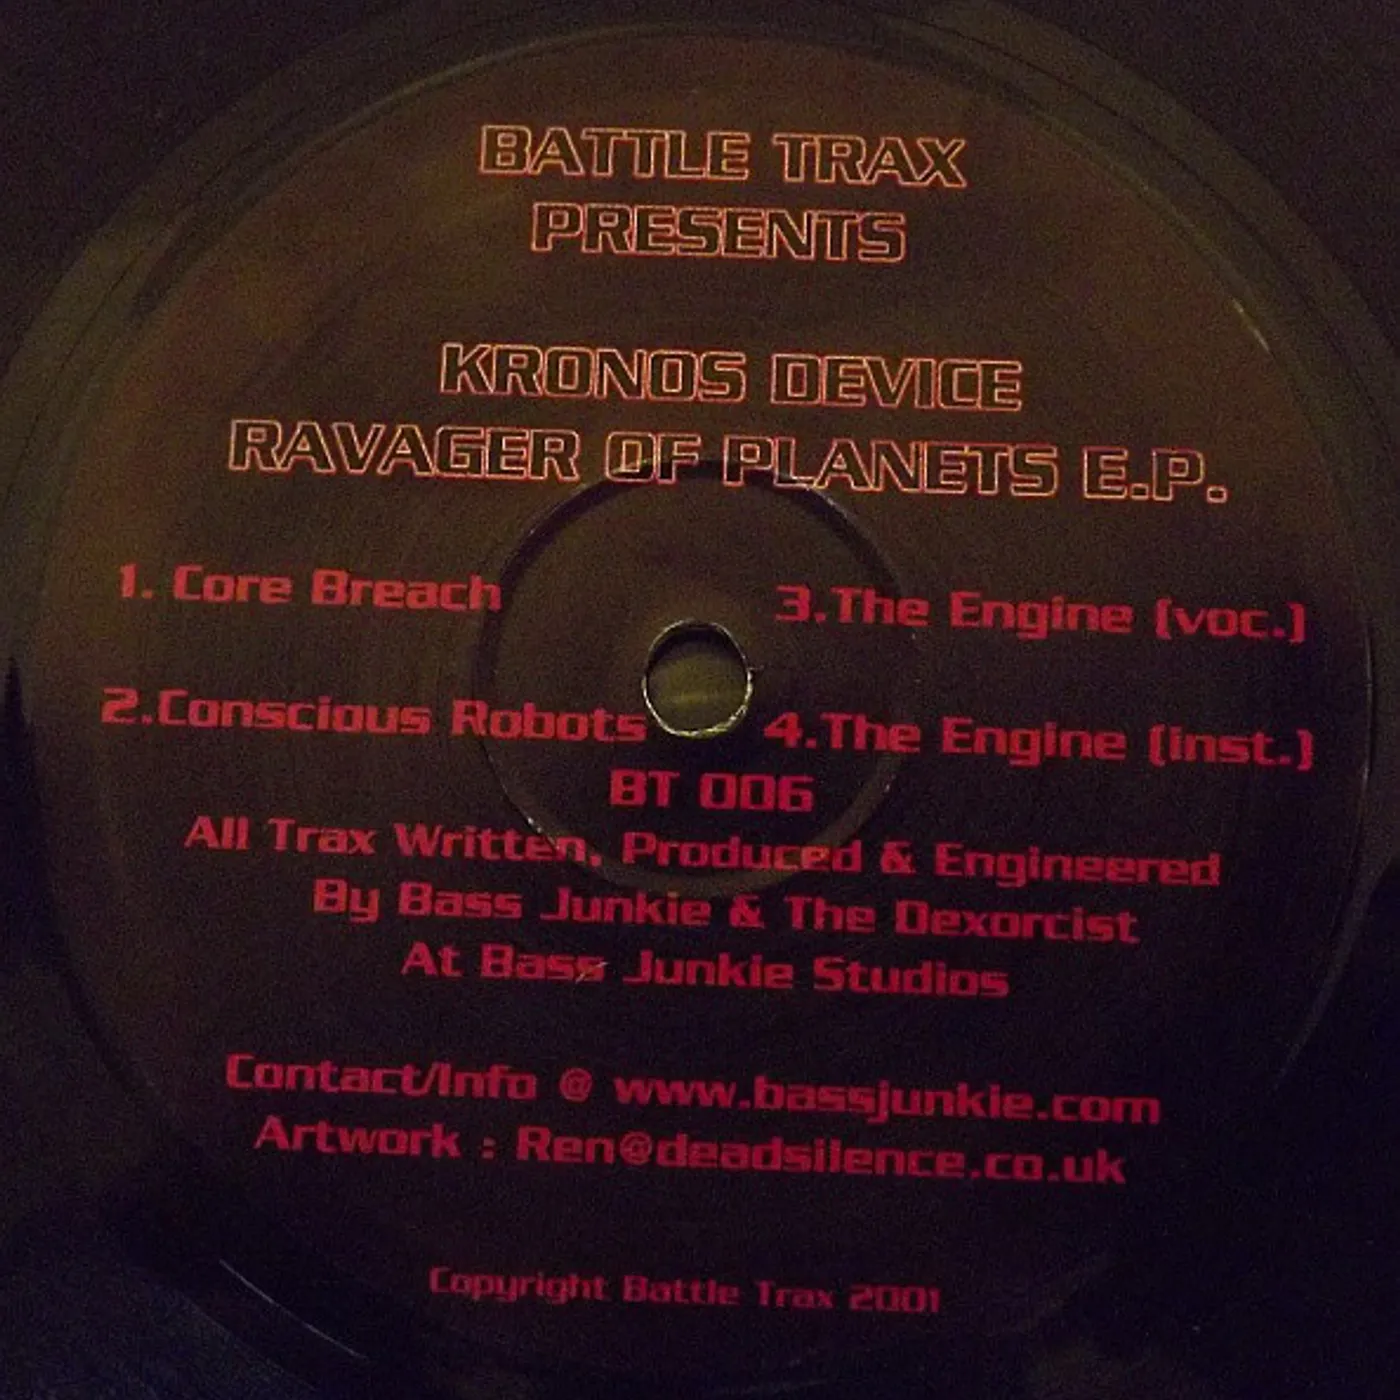 BATTLE TRAX
PRESENTS
KRONOS DEVICE
RAVAGER OF PLANETS E.P.
1. Core Breach
3.The Engine (voc.)
2.Conscious Robots
4.The Engine (inst.)
BT 006
All Trax Written, Produced & Engineered
By Bass Junkie & The Dexorcist
At Bass Junkie Studios
Contact/Info @ www.bassjunkie.com
Artwork : Ren@deadsilence.co.uk
Copyright Battle Trax 2001